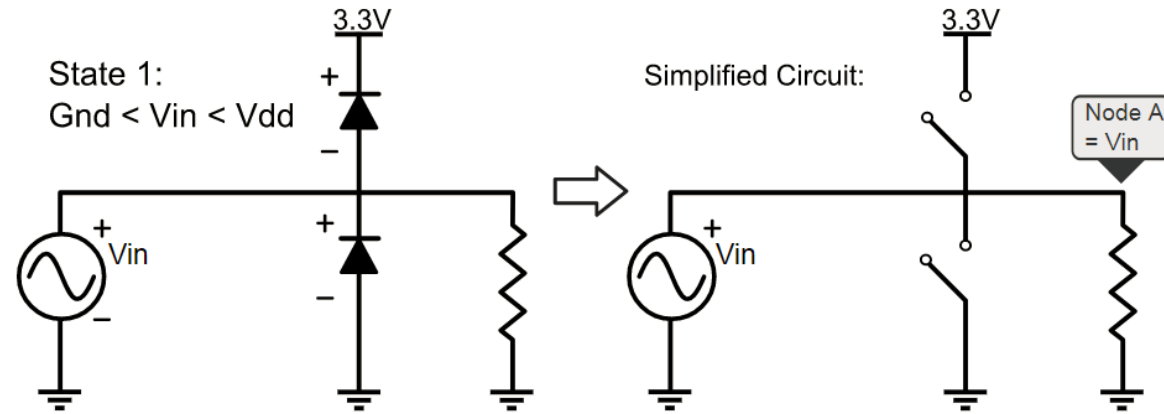 3.3V
State 1:
Gnd < Vin < Vdd
+
−
+
−
+
Vin
−
Simplified Circuit:
3.3V
Node A
= Vin
+
Vin